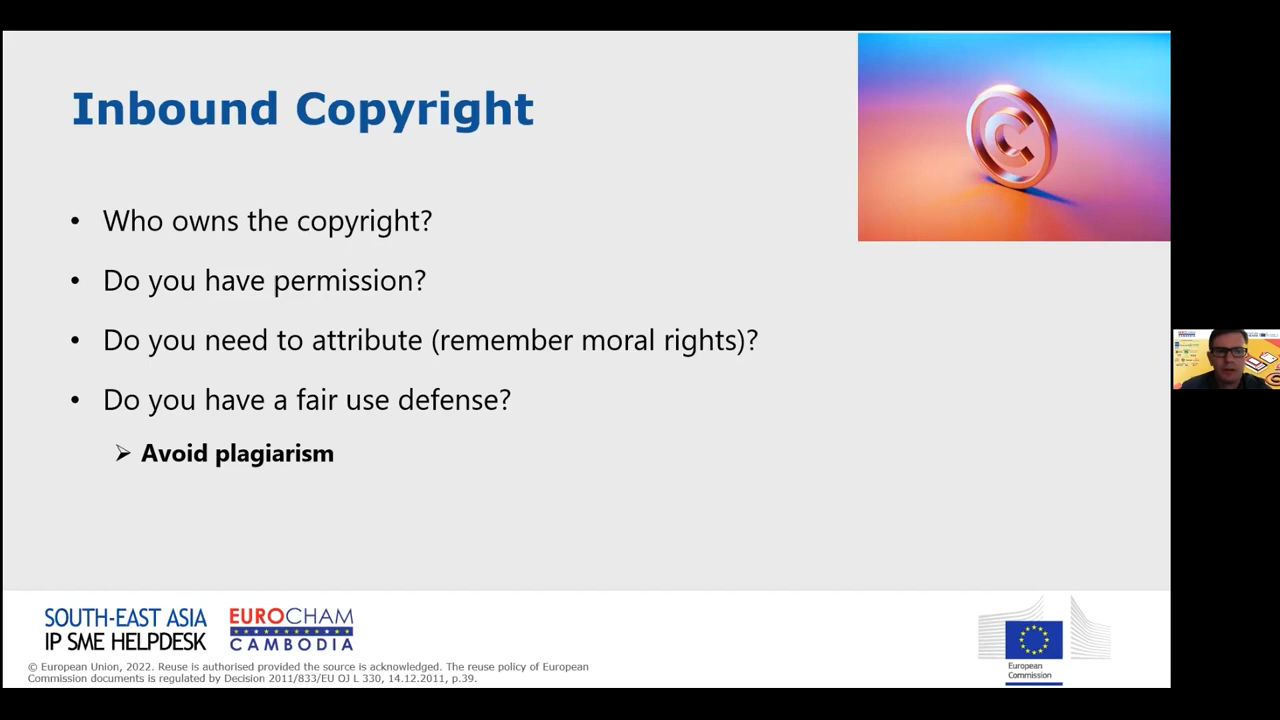 Inbound Copyright
• Who owns the copyright?
• Do you have permission?
• Do you need to attribute (remember moral rights)?
• Do you have a fair use defense?
➢ Avoid plagiarism
SOUTH-EAST ASIA
IP SME HELPDESK
EUROCHAM
CAMBODIA
© European Union, 2022. Reuse is authorised provided the source is acknowledged. The reuse policy of European
Commission documents is regulated by Decision 2011/833/EU OJ L 330, 14.12.2011, p.39.
European
Commission